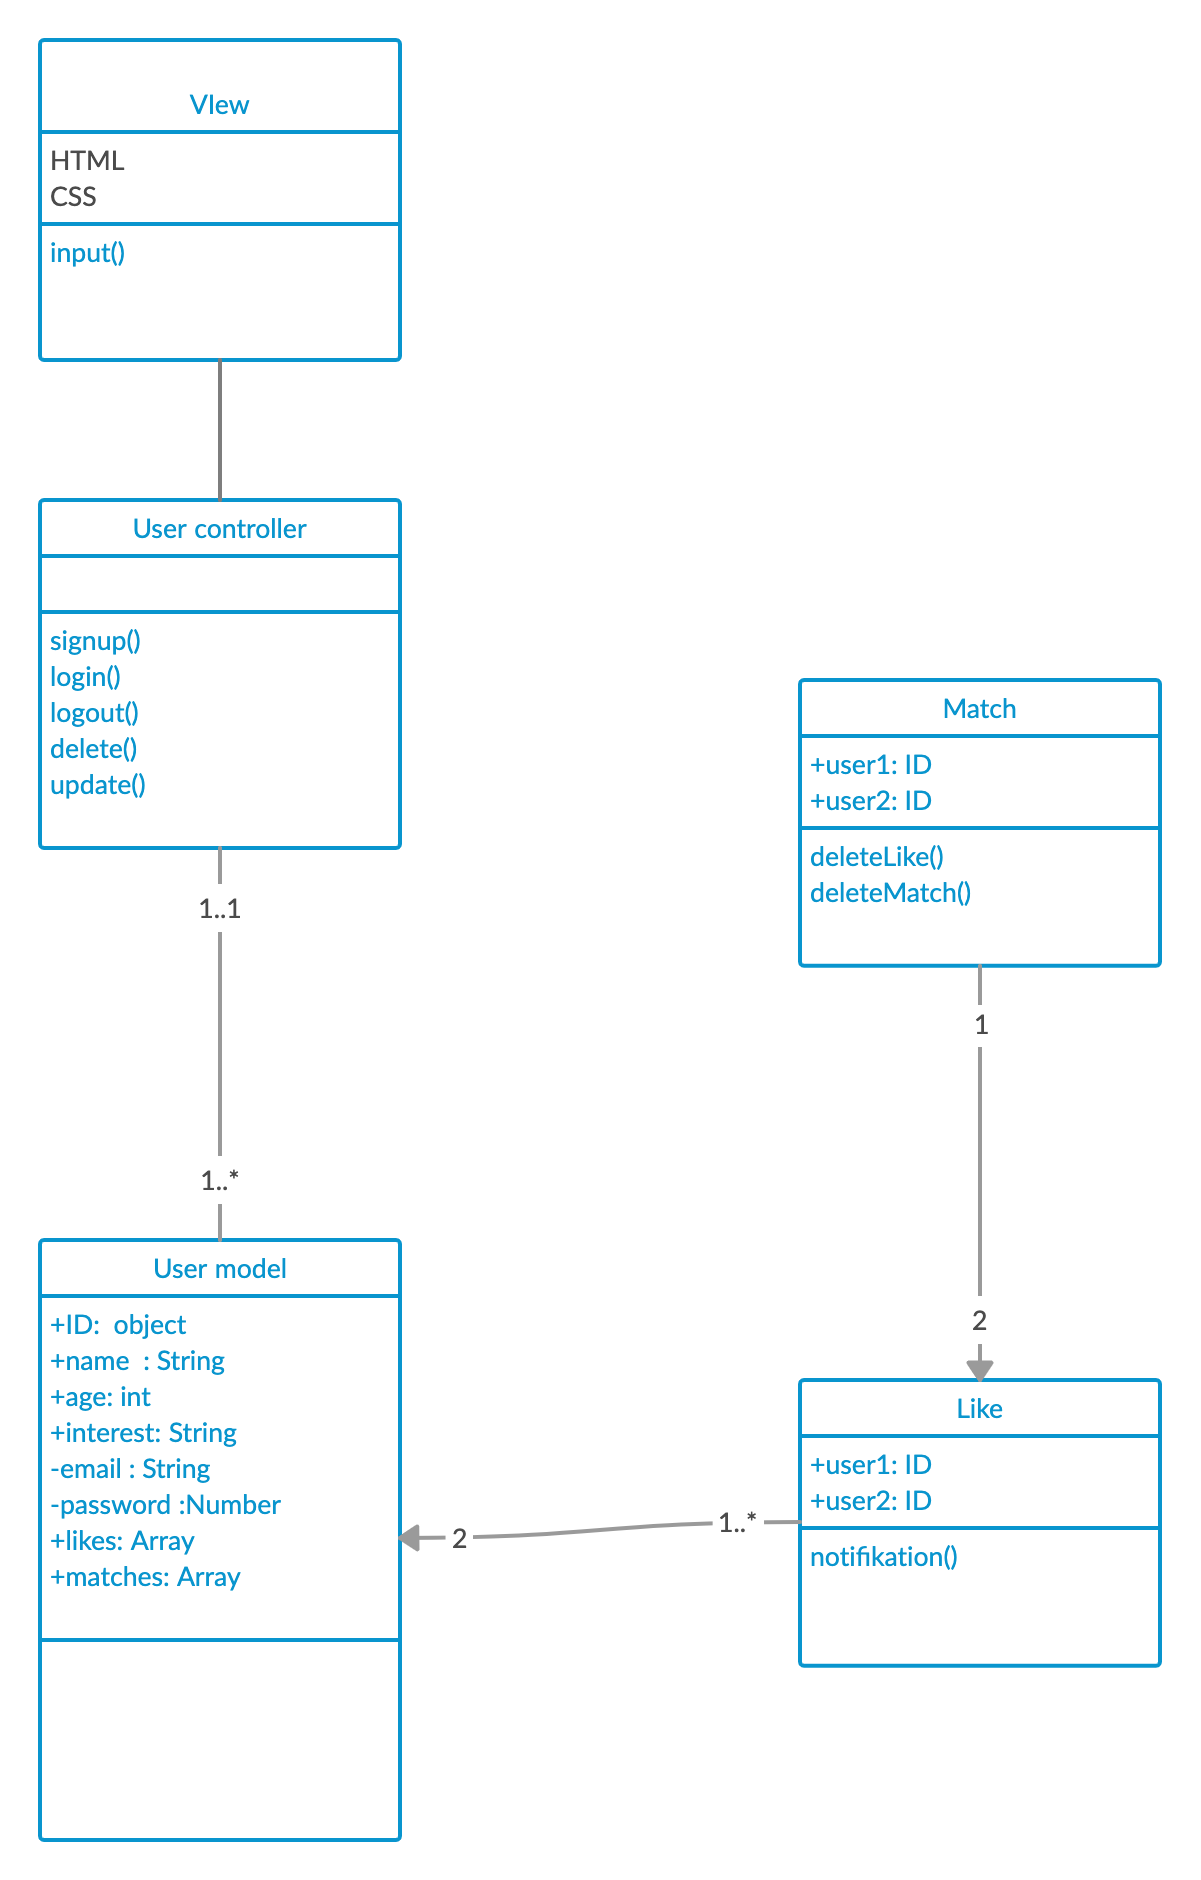 VIew
HTML
CSS
input()
User controller
signup()
login()
logout()
delete()
update()
1..1
1..*
User model
+ID:  object
+name  : String
+age: int
+interest: String
-email : String
-password :Number
+likes: Array
+matches: Array
Match
+user1: ID
+user2: ID
deleteLike()
deleteMatch()
1
2
Like
+user1: ID
+user2: ID
notifikation()
1..*
2